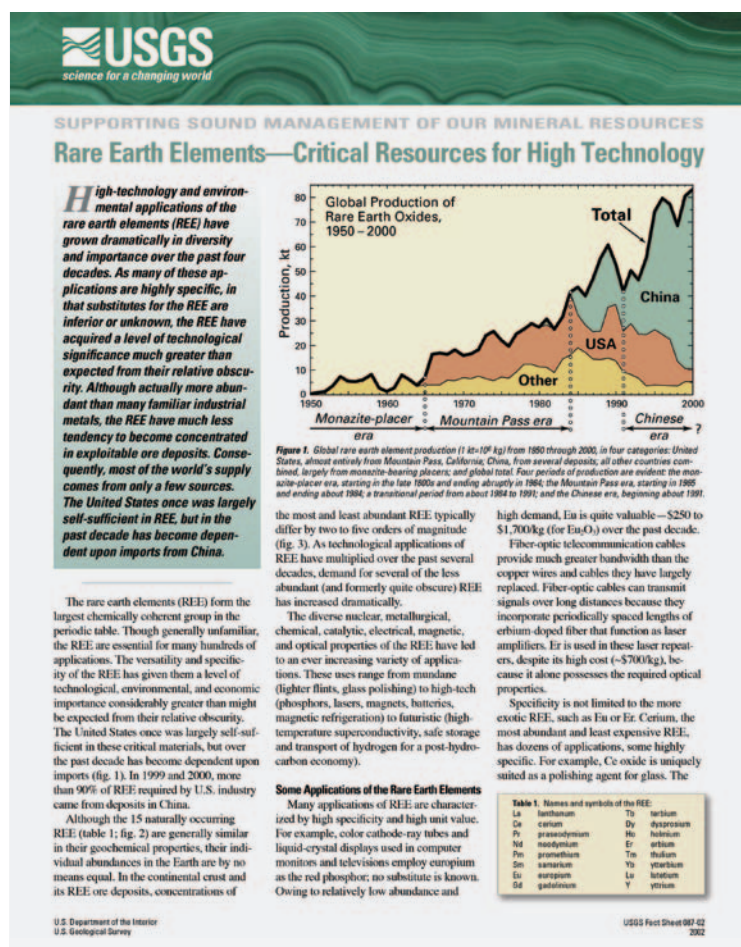 USGS
science for a changing world
SUPPORTING SOUND MANAGEMENT OF OUR MINERAL RESOURCES
Rare Earth Elements—Critical Resources for High Technology
High-technology and environ-
mental applications of the
rare earth elements (REE) have
grown dramatically in diversity
and importance over the past four
decades. As many of these ap-
plications are highly specific, in
that substitutes for the REE are
inferior or unknown, the REE have
acquired a level of technological
significance much greater than
expected from their relative obscu-
rity. Although actually more abun-
dant than many familiar industrial
metals, the REE have much less
tendency to become concentrated
in exploitable ore deposits. Conse-
quently, most of the world's supply
comes from only a few sources.
The United States once was largely
self-sufficient in REE, but in the
past decade has become depen-
dent upon imports from China.
The rare earth elements (REE) form the
largest chemically coherent group in the
periodic table. Though generally unfamiliar,
the REE are essential for many hundreds of
applications. The versatility and specific-
ity of the REE has given them a level of
technological, environmental, and economic
importance considerably greater than might
be expected from their relative obscurity.
The United States once was largely self-suf-
ficient in these critical materials, but over
the past decade has become dependent upon
imports (fig. 1). In 1999 and 2000, more
than 90% of REE required by U.S. industry
came from deposits in China.
Although the 15 naturally occurring
REE (table 1; fig. 2) are generally similar
in their geochemical properties, their indi-
vidual abundances in the Earth are by no
means equal. In the continental crust and
its REE ore deposits, concentrations of
Global Production of
Rare Earth Oxides,
1950–2000
Production, kt
80
70
60
50
40
30
20
10
0
Total
China
USA
Other
1950
1960
1970
1980
1990
2000
Monazite-placer
era
Mountain Pass era
Chinese
era
?
Figure 1. Global rare earth element production (1 kt=10⁶ kg) from 1950 through 2000, in four categories: United
States, almost entirely from Mountain Pass, California; China, from several deposits; all other countries com-
bined, largely from monazite-bearing placers; and global total. Four periods of production are evident: the mon-
azite-placer era, starting in the late 1800s and ending abruptly in 1964; the Mountain Pass era, starting in 1965
and ending about 1984; a transitional period from about 1984 to 1991; and the Chinese era, beginning about 1991.
the most and least abundant REE typically
differ by two to five orders of magnitude
(fig. 3). As technological applications of
REE have multiplied over the past several
decades, demand for several of the less
abundant (and formerly quite obscure) REE
has increased dramatically.
The diverse nuclear, metallurgical,
chemical, catalytic, electrical, magnetic,
and optical properties of the REE have led
to an ever increasing variety of applica-
tions. These uses range from mundane
(lighter flints, glass polishing) to high-tech
(phosphors, lasers, magnets, batteries,
magnetic refrigeration) to futuristic (high-
temperature superconductivity, safe storage
and transport of hydrogen for a post-hydro-
carbon economy).
Some Applications of the Rare Earth Elements
Many applications of REE are character-
ized by high specificity and high unit value.
For example, color cathode-ray tubes and
liquid-crystal displays used in computer
monitors and televisions employ europium
as the red phosphor; no substitute is known.
Owing to relatively low abundance and
high demand, Eu is quite valuable—$250 to
$1,700/kg (for Eu₂O₃) over the past decade.
Fiber-optic telecommunication cables
provide much greater bandwidth than the
copper wires and cables they have largely
replaced. Fiber-optic cables can transmit
signals over long distances because they
incorporate periodically spaced lengths of
erbium-doped fiber that function as laser
amplifiers. Er is used in these laser repeat-
ers, despite its high cost (~$700/kg), be-
cause it alone possesses the required optical
properties.
Specificity is not limited to the more
exotic REE, such as Eu or Er. Cerium, the
most abundant and least expensive REE,
has dozens of applications, some highly
specific. For example, Ce oxide is uniquely
suited as a polishing agent for glass. The
Table 1. Names and symbols of the REE:
La lanthanum Tb terbium
Ce cerium Dy dysprosium
Pr praseodymium Ho holmium
Nd neodymium Er erbium
Pm promethium Tm thulium
Sm samarium Yb ytterbium
Eu europium Lu lutetium
Gd gadolinium Y yttrium
U.S. Department of the Interior
U.S. Geological Survey
USGS Fact Sheet 087-02
2002